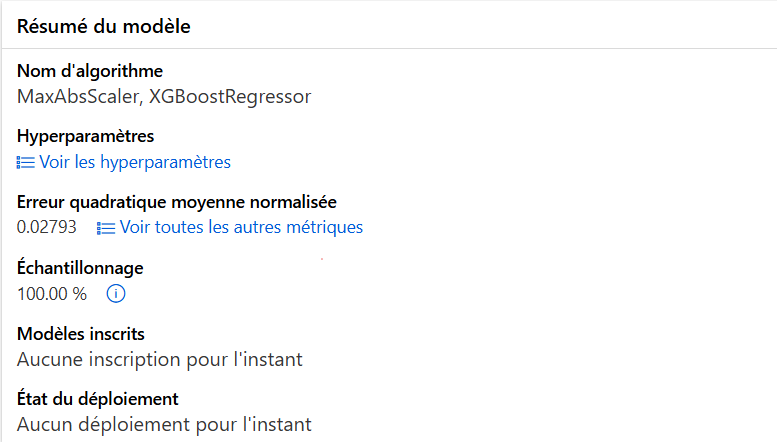 Résumé du modèle
Nom d'algorithme
MaxAbsScaler, XGBoostRegressor
Hyperparamètres
Voir les hyperparamètres
Erreur quadratique moyenne normalisée
0.02793 Voir toutes les autres métriques
Échantillonnage
100.00 %
Modèles inscrits
Aucune inscription pour l'instant
État du déploiement
Aucun déploiement pour l'instant